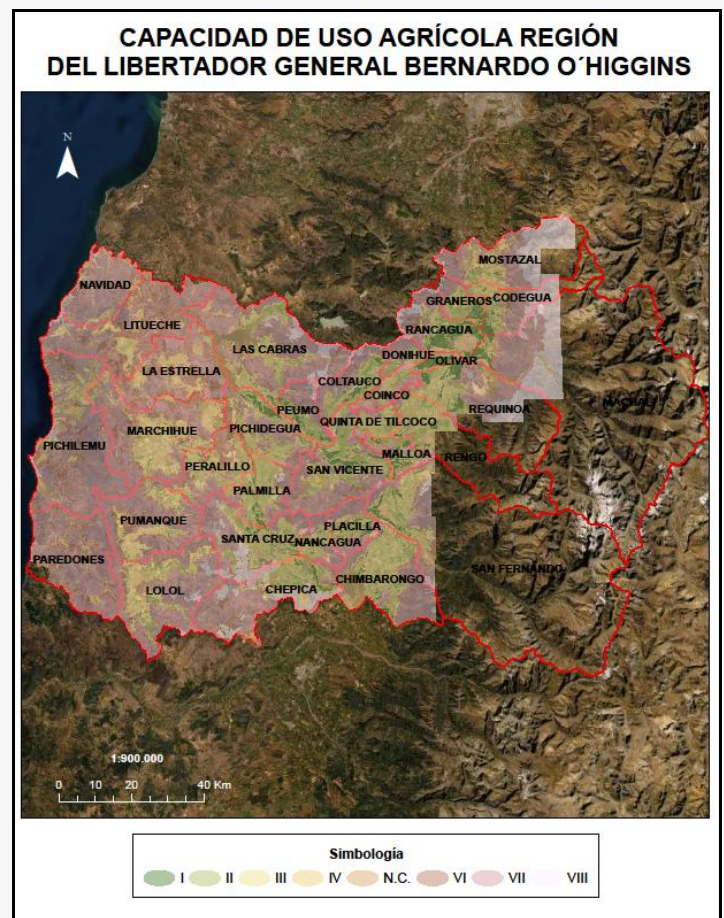 CAPACIDAD DE USO AGRÍCOLA REGIÓN
DEL LIBERTADOR GENERAL BERNARDO O´HIGGINS
N
MOSTAZAL
NAVIDAD
GRANEROS
CODEGUA
LITUECHE
RANCAGUA
LAS CABRAS
DONIHUE
OLIVAR
LA ESTRELLA
COLTAUCO
COINCO
MACHALI
PEUMO
REQUINOA
QUINTA DE TILCOCO
MARCHIHUE
PICHIDEGUA
PICHILEMU
MALLOA
RENGO
PERALILLO
SAN VICENTE
PALMILLA
PUMANQUE
PLACILLA
SANTA CRUZ
NANCAGUA
PAREDONES
SAN FERNANDO
CHIMBARONGO
LOLOL
CHEPICA
1:900.000
0 10 20 40 Km
Simbología
I II III IV N.C. VI VII VIII